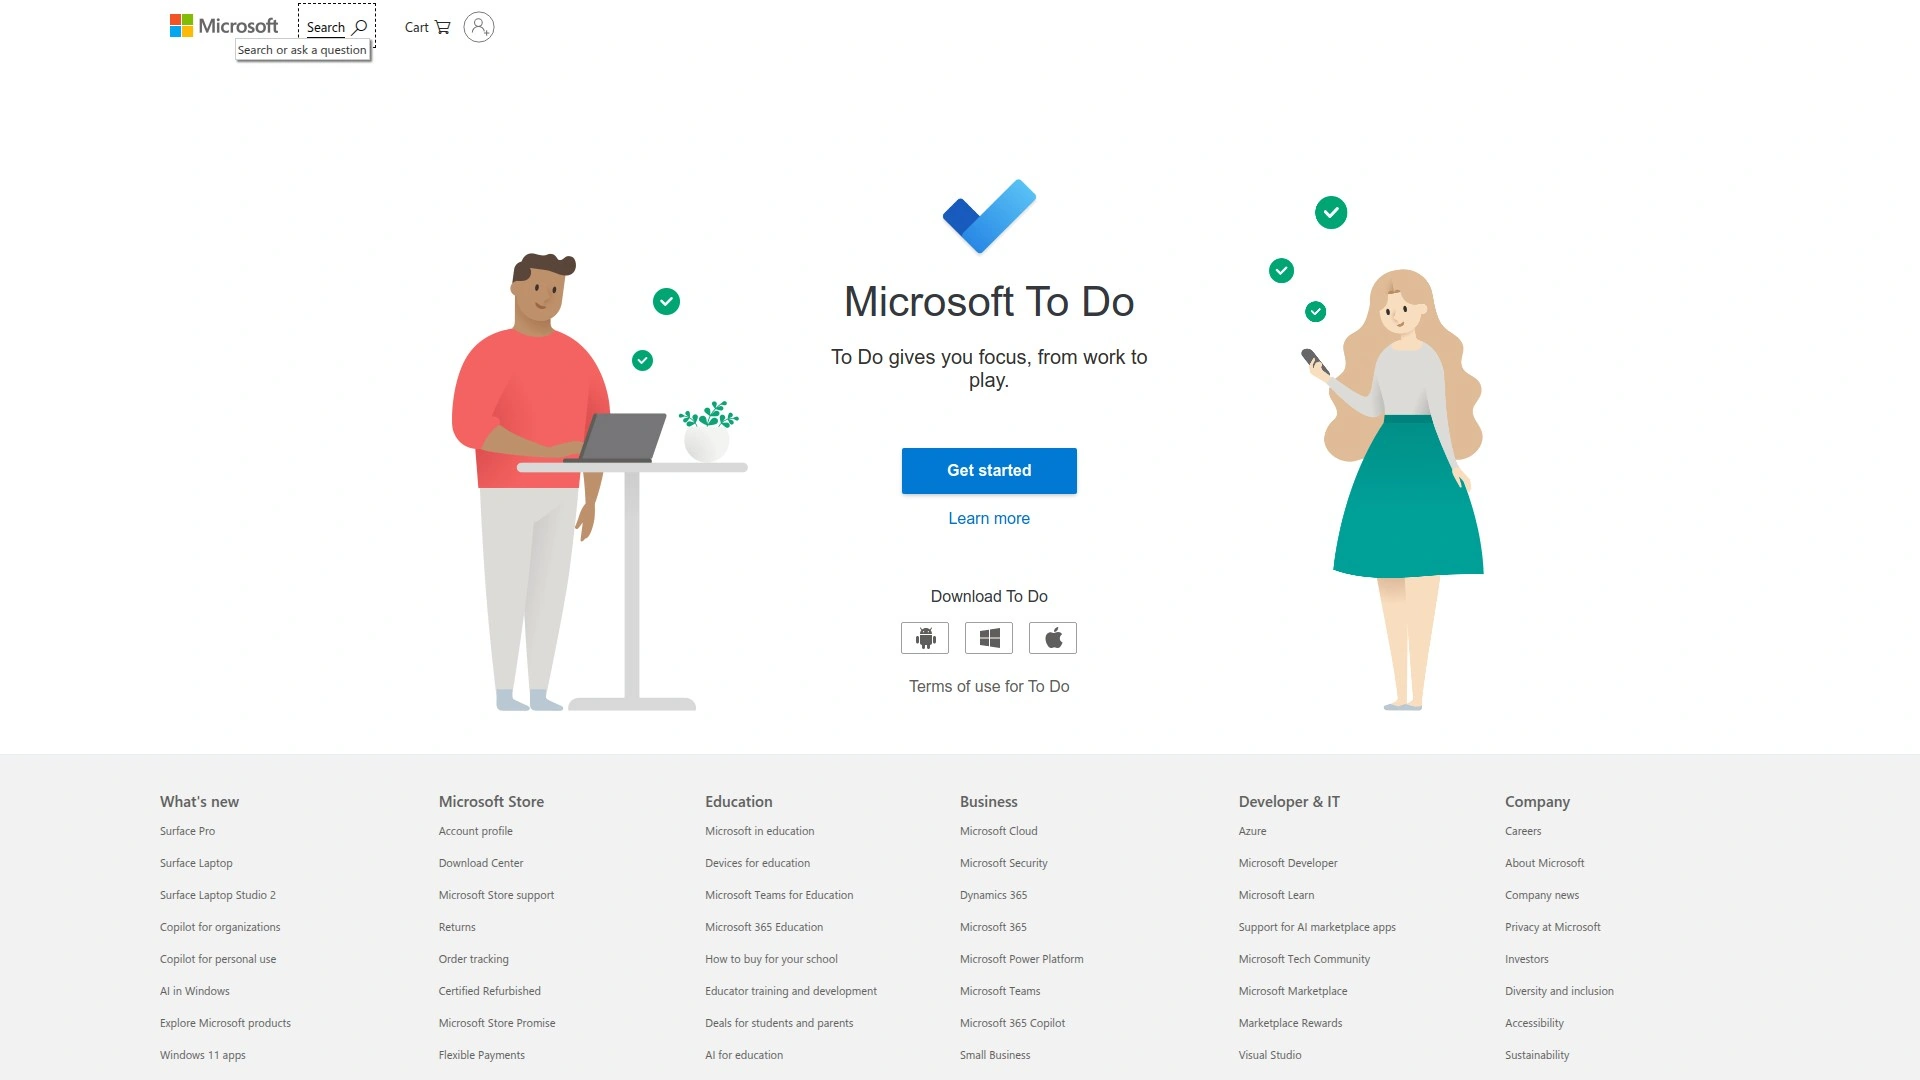 Microsoft
Search
Cart
Search or ask a question
Microsoft To Do
To Do gives you focus, from work to
play.
Get started
Learn more
Download To Do
Terms of use for To Do
What's new
Surface Pro
Surface Laptop
Surface Laptop Studio 2
Copilot for organizations
Copilot for personal use
AI in Windows
Explore Microsoft products
Windows 11 apps
Microsoft Store
Account profile
Download Center
Microsoft Store support
Returns
Order tracking
Certified Refurbished
Microsoft Store Promise
Flexible Payments
Education
Microsoft in education
Devices for education
Microsoft Teams for Education
Microsoft 365 Education
How to buy for your school
Educator training and development
Deals for students and parents
AI for education
Business
Microsoft Cloud
Microsoft Security
Dynamics 365
Microsoft 365
Microsoft Power Platform
Microsoft Teams
Microsoft 365 Copilot
Small Business
Developer & IT
Azure
Microsoft Developer
Microsoft Learn
Support for AI marketplace apps
Microsoft Tech Community
Microsoft Marketplace
Marketplace Rewards
Visual Studio
Company
Careers
About Microsoft
Company news
Privacy at Microsoft
Investors
Diversity and inclusion
Accessibility
Sustainability